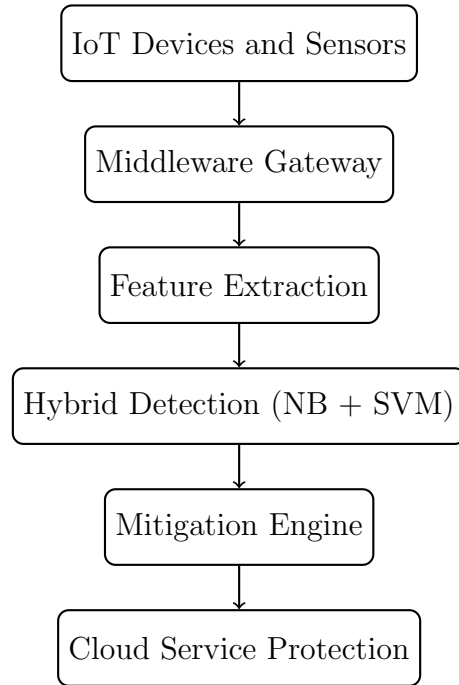 IoT Devices and Sensors
Middleware Gateway
Feature Extraction
Hybrid Detection (NB + SVM)
Mitigation Engine
Cloud Service Protection